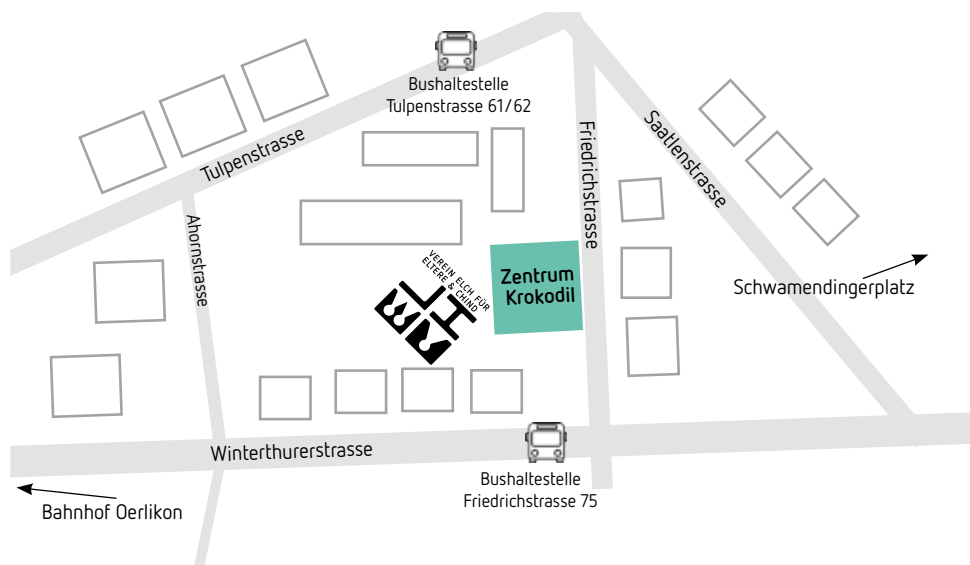 Bushaltestelle
Tulpenstrasse 61/62
Tulpenstrasse
Friedrichstrasse
Saatlenstrasse
Ahornstrasse
VEREIN ELCH FÜR
ELTERE & CHIND
Zentrum
Krokodil
Schwamendingerplatz
Winterthurerstrasse
Bushaltestelle
Friedrichstrasse 75
Bahnhof Oerlikon